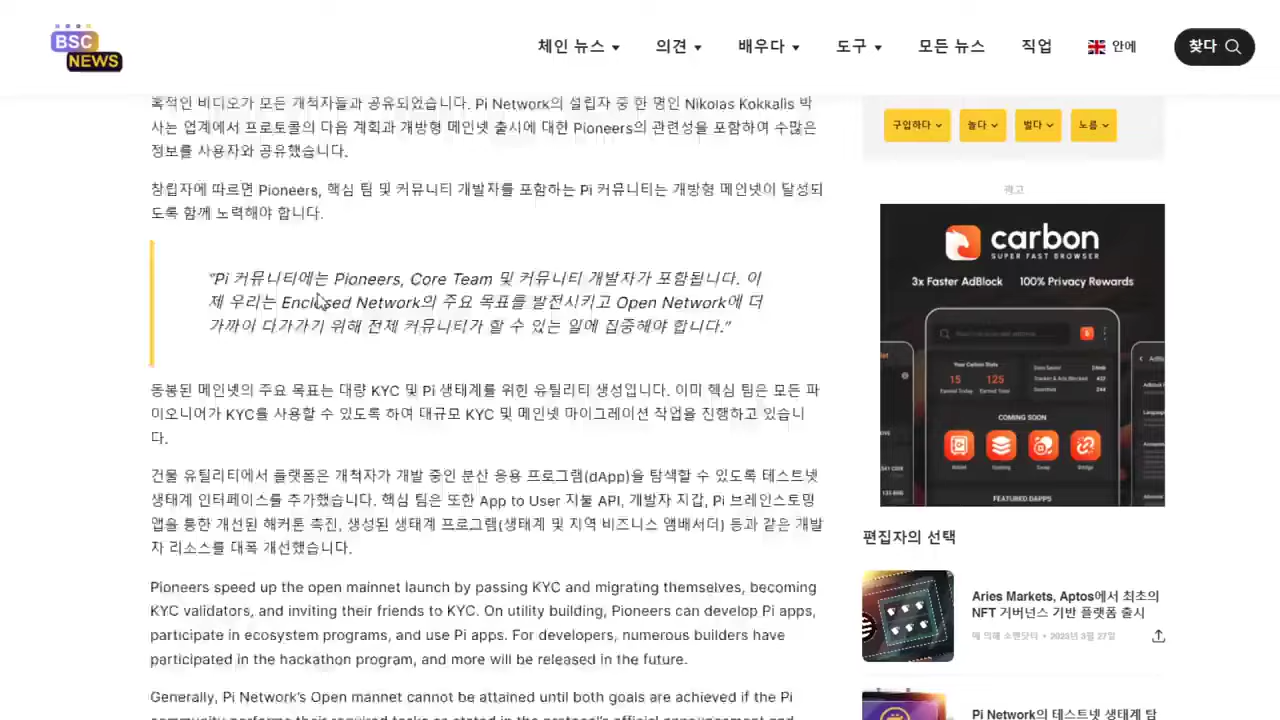 BSC
NEWS
체인 뉴스
의견
배우다
도구
모든 뉴스
직업
안에
찾다
혹적인 비디오가 모든 개척자들과 공유되었습니다. Pi Network의 설립자 중 한 명인 Nikolas Kokkalis 박
사는 업계에서 프로토콜의 다음 계획과 개방형 메인넷 출시에 대한 Pioneers의 관련성을 포함하여 수많은
정보를 사용자와 공유했습니다.
창립자에 따르면 Pioneers, 핵심 팀 및 커뮤니티 개발자를 포함하는 Pi 커뮤니티는 개방형 메인넷이 달성되
도록 함께 노력해야 합니다.
"Pi 커뮤니티에는 Pioneers, Core Team 및 커뮤니티 개발자가 포함됩니다. 이
제 우리는 Enclosed Network의 주요 목표를 발전시키고 Open Network에 더
가까이 다가가기 위해 전체 커뮤니티가 할 수 있는 일에 집중해야 합니다."
동봉된 메인넷의 주요 목표는 대량 KYC 및 Pi 생태계를 위한 유틸리티 생성입니다. 이미 핵심 팀은 모든 파
이오니어가 KYC를 사용할 수 있도록 하여 대규모 KYC 및 메인넷 마이그레이션 작업을 진행하고 있습니
다.
건물 유틸리티에서 플랫폼은 개척자가 개발 중인 분산 응용 프로그램(dApp)을 탐색할 수 있도록 테스트넷
생태계 인터페이스를 추가했습니다. 핵심 팀은 또한 App to User 지불 API, 개발자 지갑, Pi 브레인스토밍
앱을 통한 개선된 해커톤 촉진, 생성된 생태계 프로그램(생태계 및 지역 비즈니스 앰배서더) 등과 같은 개발
자 리소스를 대폭 개선했습니다.
Pioneers speed up the open mainnet launch by passing KYC and migrating themselves, becoming
KYC validators, and inviting their friends to KYC. On utility building, Pioneers can develop Pi apps,
participate in ecosystem programs, and use Pi apps. For developers, numerous builders have
participated in the hackathon program, and more will be released in the future.
Generally, Pi Network's Open mannet cannot be attained until both goals are achieved if the Pi
구입하다
놀다
벌다
노름
광고
carbon
SUPER FAST BROWSER
3x Faster AdBlock 100% Privacy Rewards
Your Carbon Stats
15
125
COMING SOON
FEATURED DAPPS
편집자의 선택
Aries Markets, Aptos에서 최초의
NFT 거버넌스 기반 플랫폼 출시
에 의해 소펜닷타 • 2023년 3월 27일
Pi Network의 테스트넷 생태계 탐